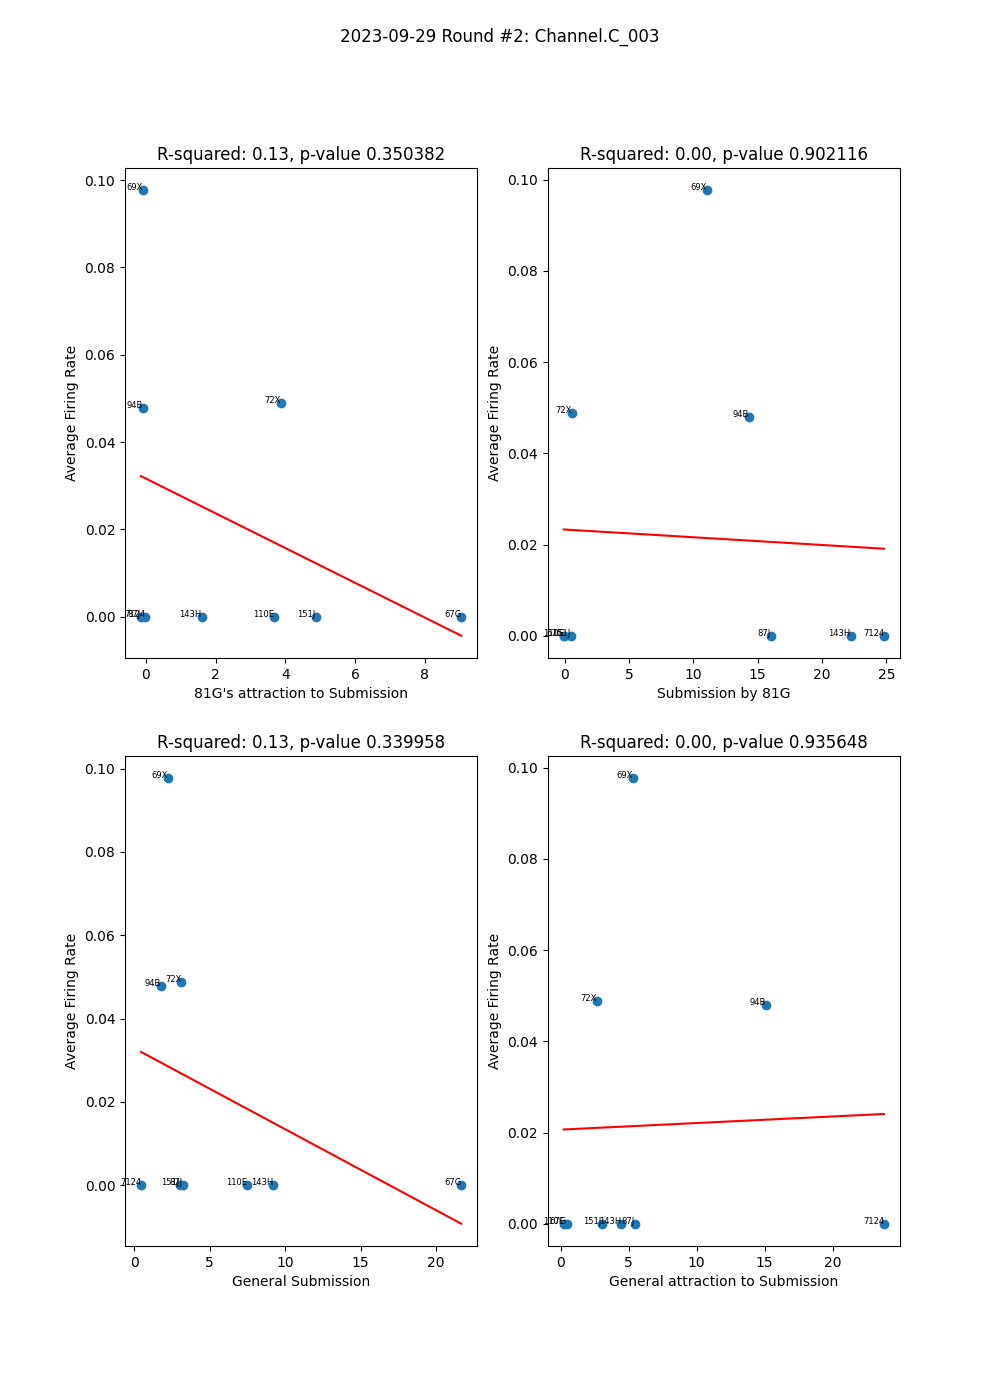 2023-09-29 Round #2: Channel.C_003
R-squared: 0.13, p-value 0.350382
0.10
0.08
0.06
0.04
0.02
0.00
Average Firing Rate
69X
94B
72X
7124
143H
110E
151J
67G
0
2
4
6
8
81G's attraction to Submission
R-squared: 0.00, p-value 0.902116
0.10
0.08
0.06
0.04
0.02
0.00
Average Firing Rate
69X
72X
94B
87J
143H
7124
0
5
10
15
20
25
Submission by 81G
R-squared: 0.13, p-value 0.339958
0.10
0.08
0.06
0.04
0.02
0.00
Average Firing Rate
69X
94B
72X
7124
151J
87J
110E
143H
67G
0
5
10
15
20
General Submission
R-squared: 0.00, p-value 0.935648
0.10
0.08
0.06
0.04
0.02
0.00
Average Firing Rate
69X
72X
94B
151J
143H
87J
7124
0
5
10
15
20
General attraction to Submission